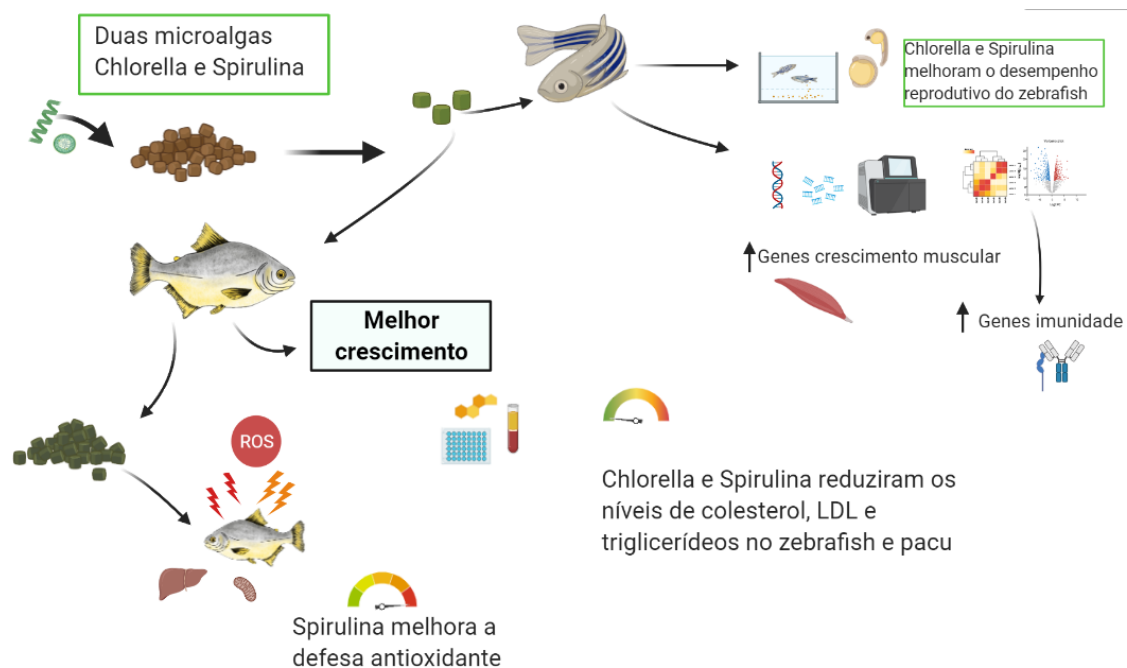 Duas microalgas
Chlorella e Spirulina
Chlorella e Spirulina
melhoram o desempenho
reprodutivo do zebrafish
Genes crescimento muscular
Genes imunidade
Melhor
crescimento
ROS
Chlorella e Spirulina reduziram os
níveis de colesterol, LDL e
triglicerídeos no zebrafish e pacu
Spirulina melhora a
defesa antioxidante